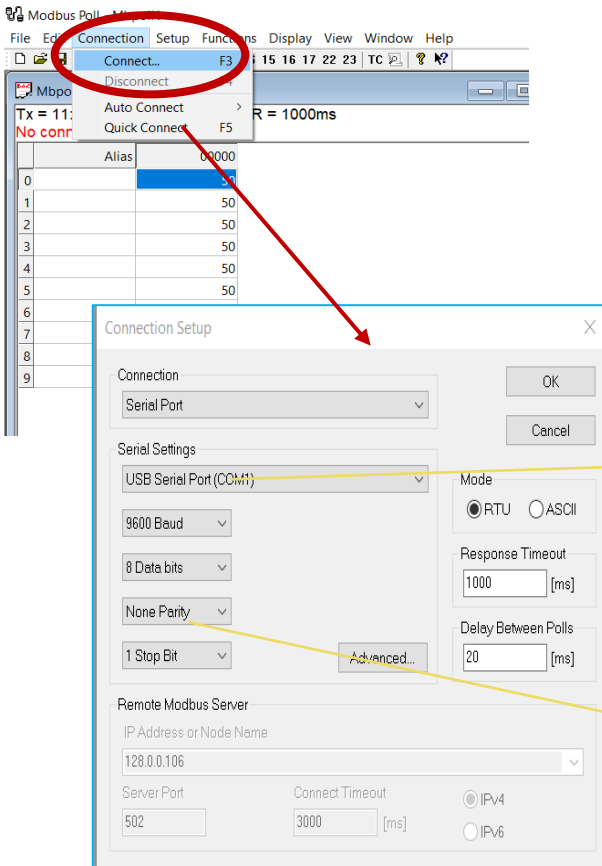 Modbus Poll - Mbpoll1
File Edit Connection Setup Functions Display View Window Help
Connect... F3
15 16 17 22 23 TC
Disconnect
Auto Connect >
Quick Connect F5
Mbpo
Tx = 11: R = 1000ms
No conn
Alias 00000
0 50
1 50
2 50
3 50
4 50
5 50
6
7
8
9
Connection Setup
Connection
Serial Port
OK
Cancel
Serial Settings
USB Serial Port (COM1)
Mode
RTU ASCII
9600 Baud
8 Data bits
Response Timeout
1000 [ms]
None Parity
Delay Between Polls
1 Stop Bit
Advanced...
20 [ms]
Remote Modbus Server
IP Address or Node Name
128.0.0.106
Server Port Connect Timeout
IPv4
502 3000 [ms]
IPv6